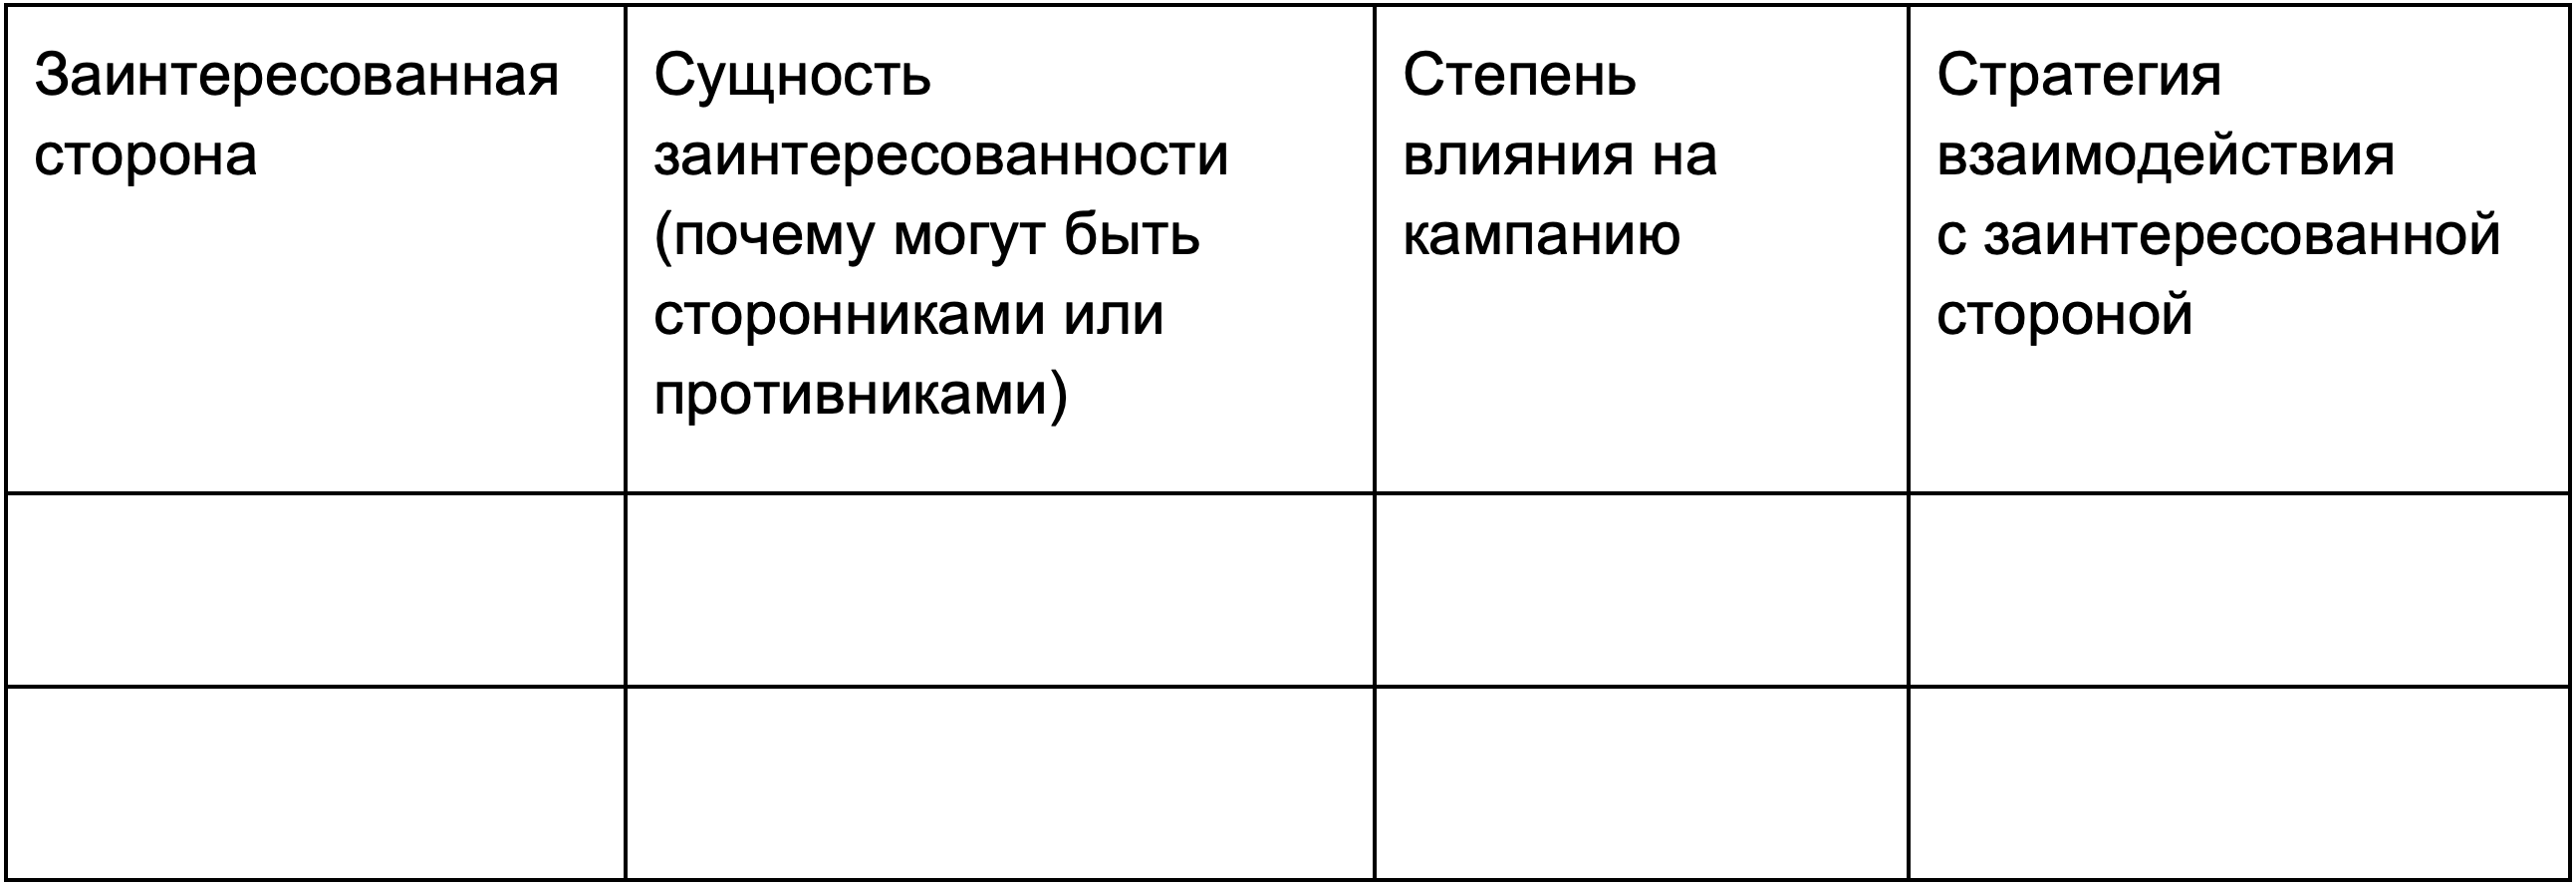 Заинтересованная
сторона
Сущность
заинтересованности
(почему могут быть
сторонниками или
противниками)
Степень
влияния на
кампанию
Стратегия
взаимодействия
с заинтересованной
стороной